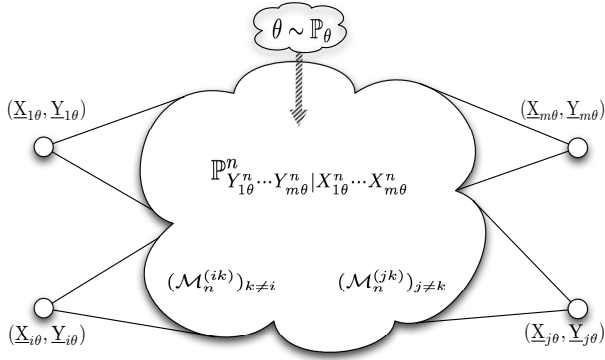 θ ∼ ℙ_θ
(X̲_{1θ}, Y̲_{1θ})
(X̲_{mθ}, Y̲_{mθ})
ℙ^n_{Y^n_{1θ}···Y^n_{mθ}|X^n_{1θ}···X^n_{mθ}}
(ℳ_n^{(ik)})_{k≠i}
(ℳ_n^{(jk)})_{j≠k}
(X̲_{iθ}, Y̲_{iθ})
(X̲_{jθ}, Y̲_{jθ})